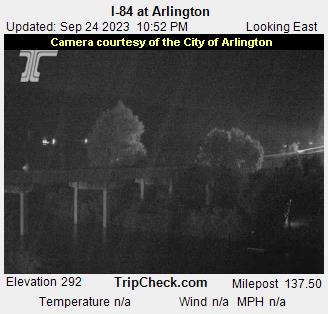 I-84 at Arlington
Updated: Sep 24 2023 10:52 PM Looking East
Camera courtesy of the City of Arlington
Elevation 292 TripCheck.com Milepost 137.50
Temperature n/a Wind n/a MPH n/a